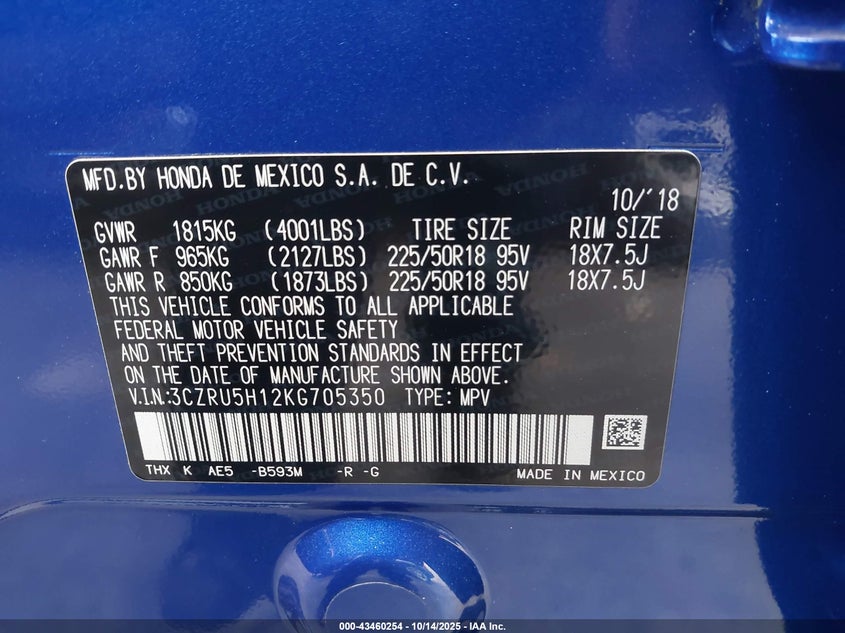 MFD.BY HONDA DE MEXICO S.A. DE C.V.
10/'18
GVWR 1815KG (4001LBS) TIRE SIZE RIM SIZE
GAWR F 965KG (2127LBS) 225/50R18 95V 18X7.5J
GAWR R 850KG (1873LBS) 225/50R18 95V 18X7.5J
THIS VEHICLE CONFORMS TO ALL APPLICABLE
FEDERAL MOTOR VEHICLE SAFETY
AND THEFT PREVENTION STANDARDS IN EFFECT
ON THE DATE OF MANUFACTURE SHOWN ABOVE.
V.I.N.:3CZRU5H12KG705350 TYPE: MPV
THX K AE5 -B593M -R -G MADE IN MEXICO
000-43460254 - 10/14/2025 - IAA Inc.